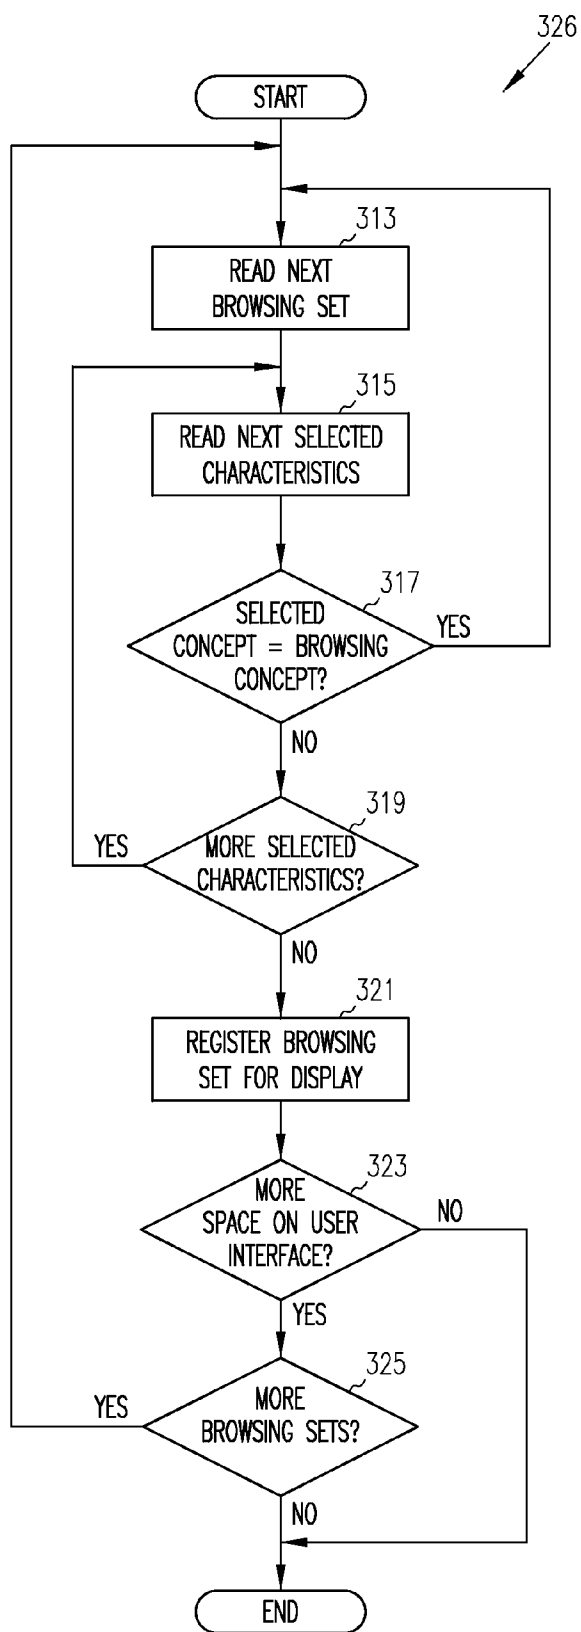 326
START
313
READ NEXT
BROWSING SET
315
READ NEXT SELECTED
CHARACTERISTICS
317
SELECTED
CONCEPT = BROWSING
CONCEPT?
YES
NO
319
MORE SELECTED
CHARACTERISTICS?
YES
NO
321
REGISTER BROWSING
SET FOR DISPLAY
323
MORE
SPACE ON USER
INTERFACE?
NO
YES
325
MORE
BROWSING SETS?
YES
NO
END